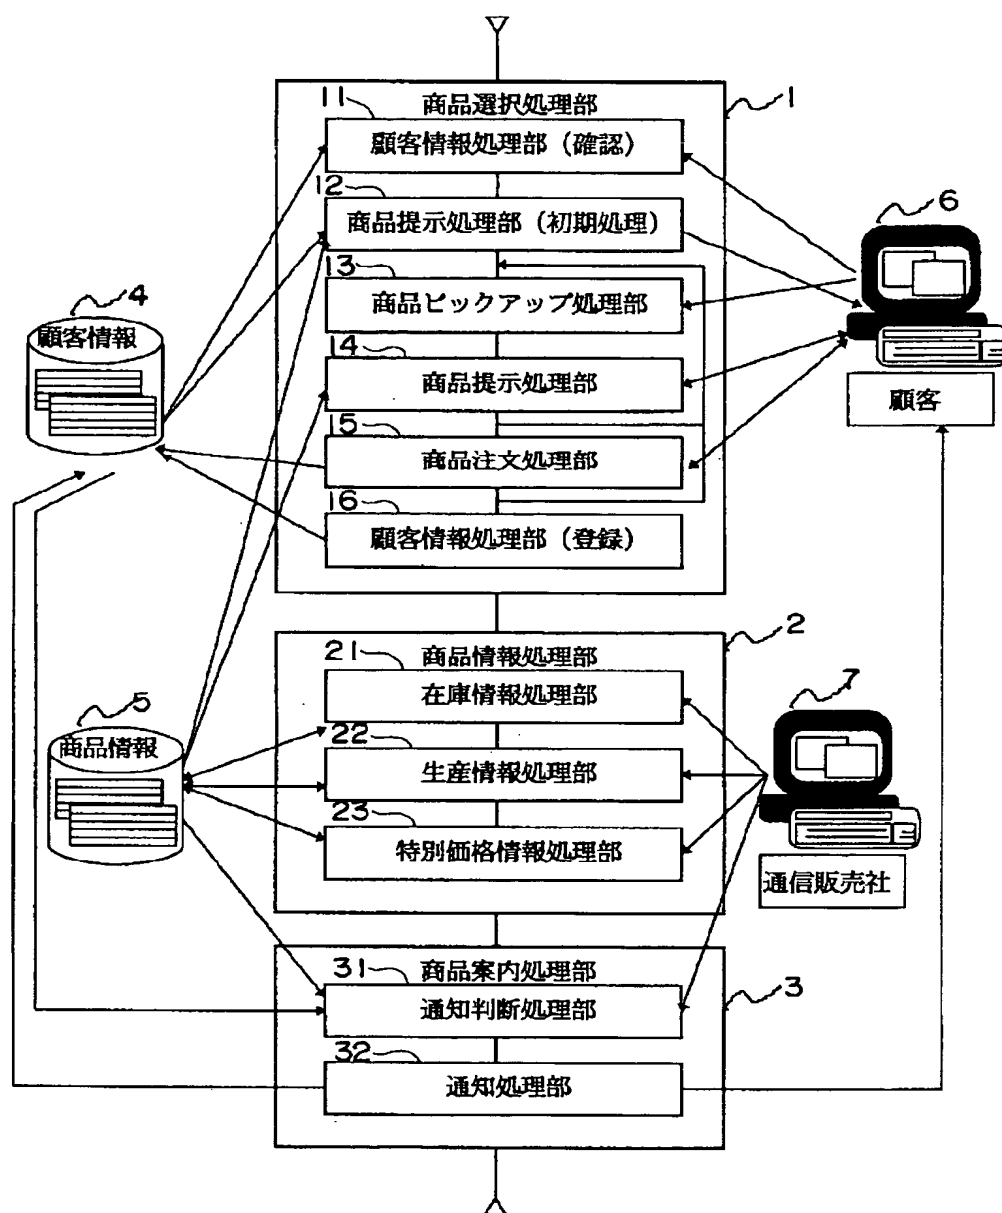 商品選択処理部
1
11
顧客情報処理部（確認）
12
商品提示処理部（初期処理）
13
商品ピックアップ処理部
14
商品提示処理部
15
商品注文処理部
16
顧客情報処理部（登録）
4
顧客情報
6
顧客
2
商品情報処理部
21
在庫情報処理部
22
生産情報処理部
23
特別価格情報処理部
5
商品情報
7
通信販売社
3
商品案内処理部
31
通知判断処理部
32
通知処理部